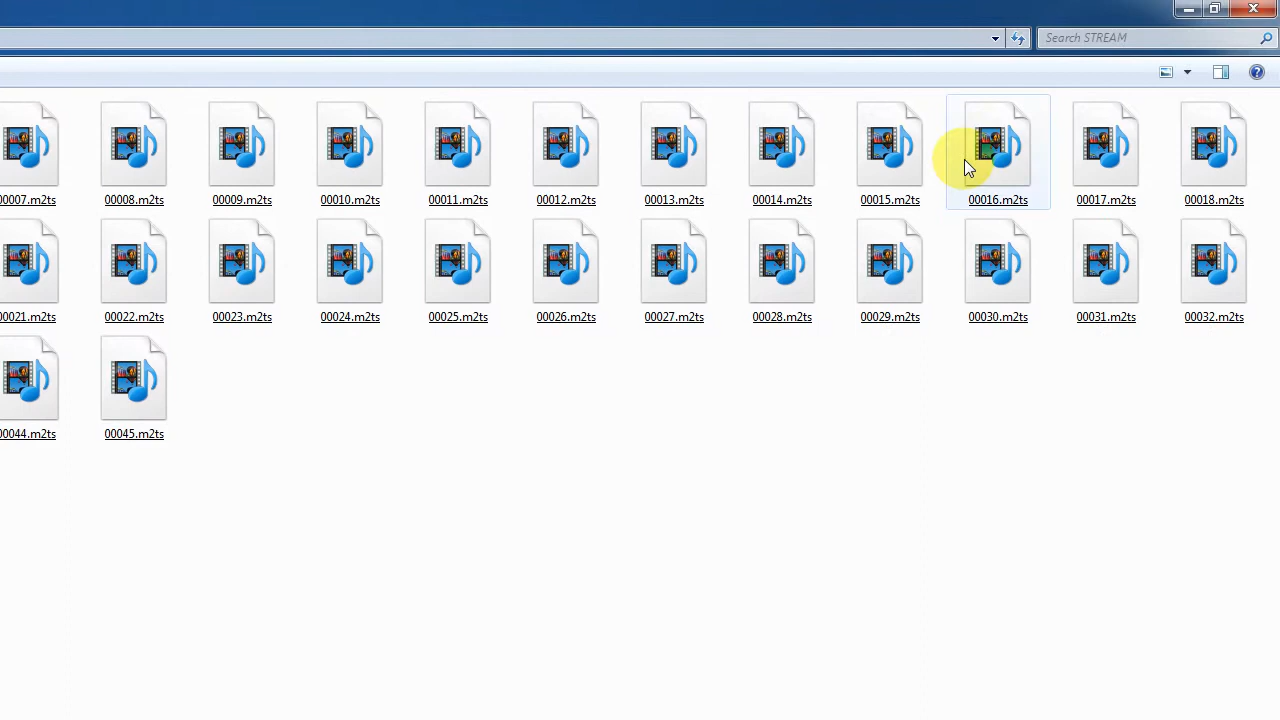 Search STREAM
00007.m2ts 00008.m2ts 00009.m2ts 00010.m2ts 00011.m2ts 00012.m2ts 00013.m2ts 00014.m2ts 00015.m2ts 00016.m2ts 00017.m2ts 00018.m2ts
00021.m2ts 00022.m2ts 00023.m2ts 00024.m2ts 00025.m2ts 00026.m2ts 00027.m2ts 00028.m2ts 00029.m2ts 00030.m2ts 00031.m2ts 00032.m2ts
00044.m2ts 00045.m2ts